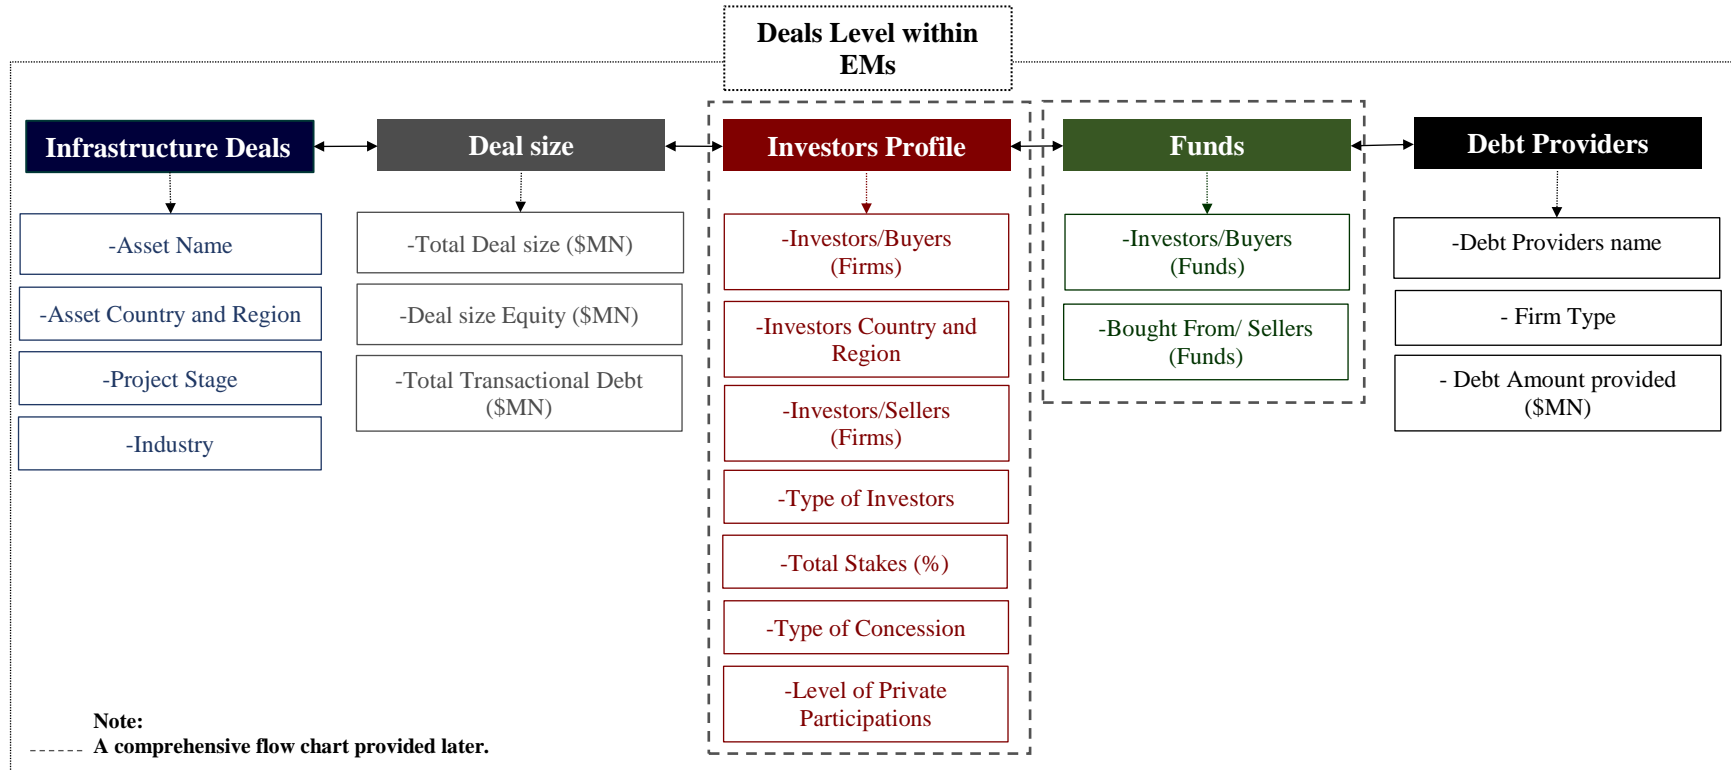 Deals Level within
EMs
Infrastructure Deals
-Asset Name
-Asset Country and Region
-Project Stage
-Industry
Deal size
-Total Deal size ($MN)
-Deal size Equity ($MN)
-Total Transactional Debt
($MN)
Investors Profile
-Investors/Buyers
(Firms)
-Investors Country and
Region
-Investors/Sellers
(Firms)
-Type of Investors
-Total Stakes (%)
-Type of Concession
-Level of Private
Participations
Funds
-Investors/Buyers
(Funds)
-Bought From/ Sellers
(Funds)
Debt Providers
-Debt Providers name
- Firm Type
- Debt Amount provided
($MN)
Note:
A comprehensive flow chart provided later.